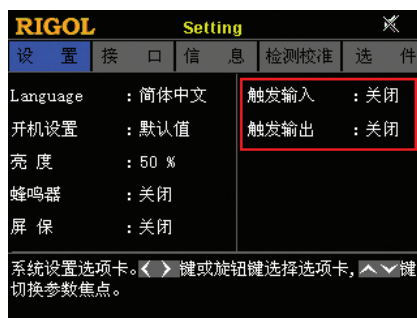 RIGOL Setting
设 置 接 口 信 息 检测校准 选 件
Language :简体中文 触发输入 :关闭
开机设置 :默认值 触发输出 :关闭
亮 度 :50 %
蜂鸣器 :关闭
屏 保 :关闭
系统设置选项卡。< > 键或旋钮键选择选项卡,∧∨键
切换参数焦点。